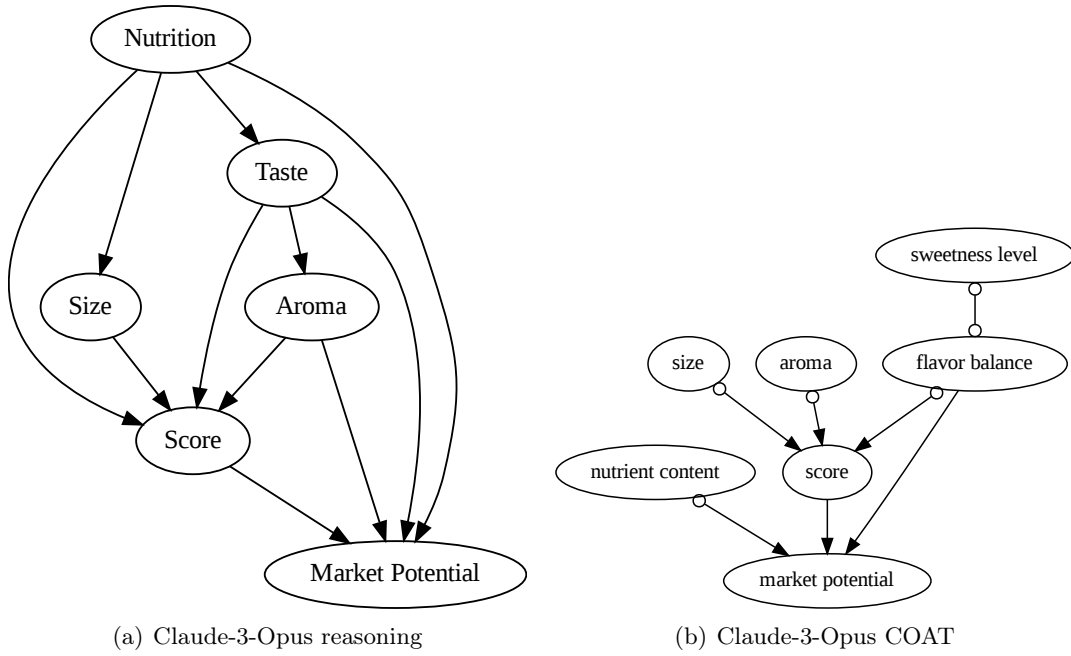 Nutrition
Taste
Size
Aroma
Score
Market Potential
(a) Claude-3-Opus reasoning
sweetness level
size
aroma
flavor balance
nutrient content
score
market potential
(b) Claude-3-Opus COAT